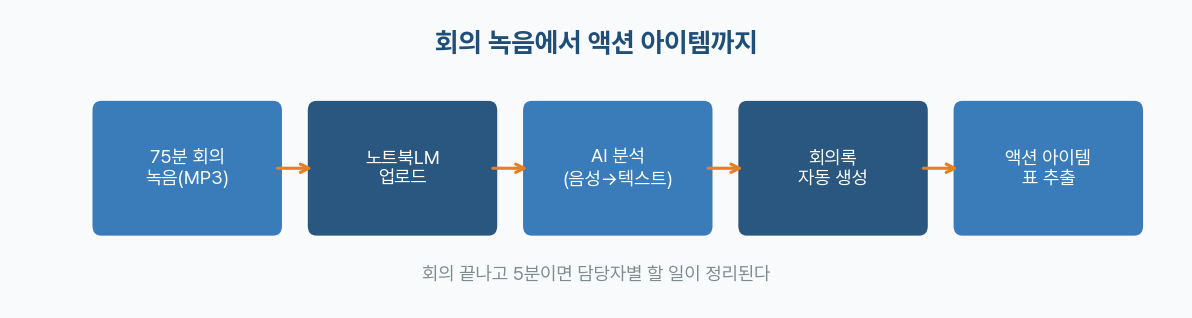 회의 녹음에서 액션 아이템까지
75분 회의
녹음(MP3)
노트북LM
업로드
AI 분석
(음성→텍스트)
회의록
자동 생성
액션 아이템
표 추출
회의 끝나고 5분이면 담당자별 할 일이 정리된다